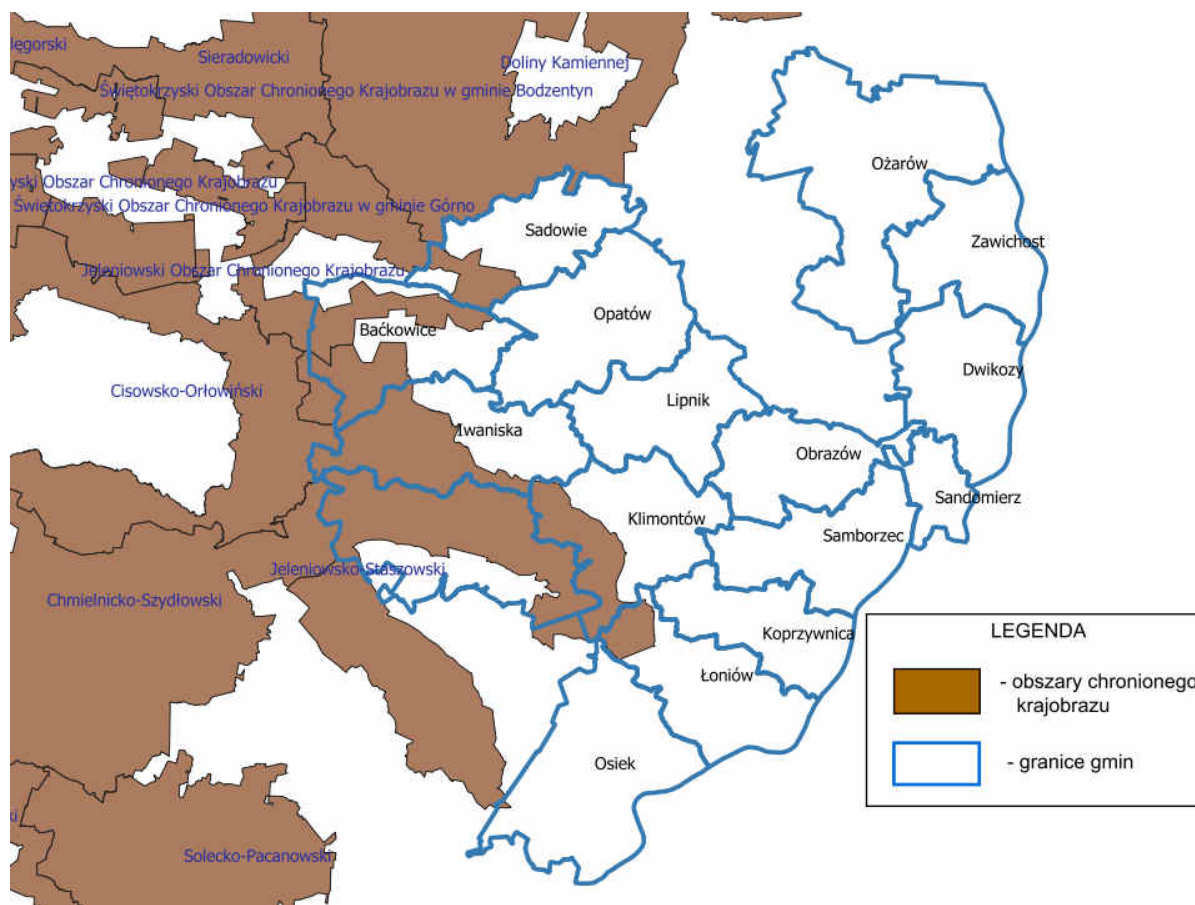 lęgorski
Sieradowicki
Doliny Kamiennej
Świętokrzyski Obszar Chronionego Krajobrazu w gminie Bodzentyn
Ożarów
yski Obszar Chronionego Krajobrazu
Świętokrzyski Obszar Chronionego Krajobrazu w gminie Górno
Sadowie
Zawichost
Jeleniowski Obszar Chronionego Krajobrazu
Opatów
Baćkowice
Dwikozy
Cisowsko-Orłowiński
Lipnik
Iwaniska
Obrazów
Sandomierz
Klimontów
Samborzec
Jeleniowsko-Staszowski
Chmielnicko-Szydłowski
Koprzywnica
Łoniów
Osiek
ki
Solecko-Pacanowski
LEGENDA
- obszary chronionego
krajobrazu
- granice gmin